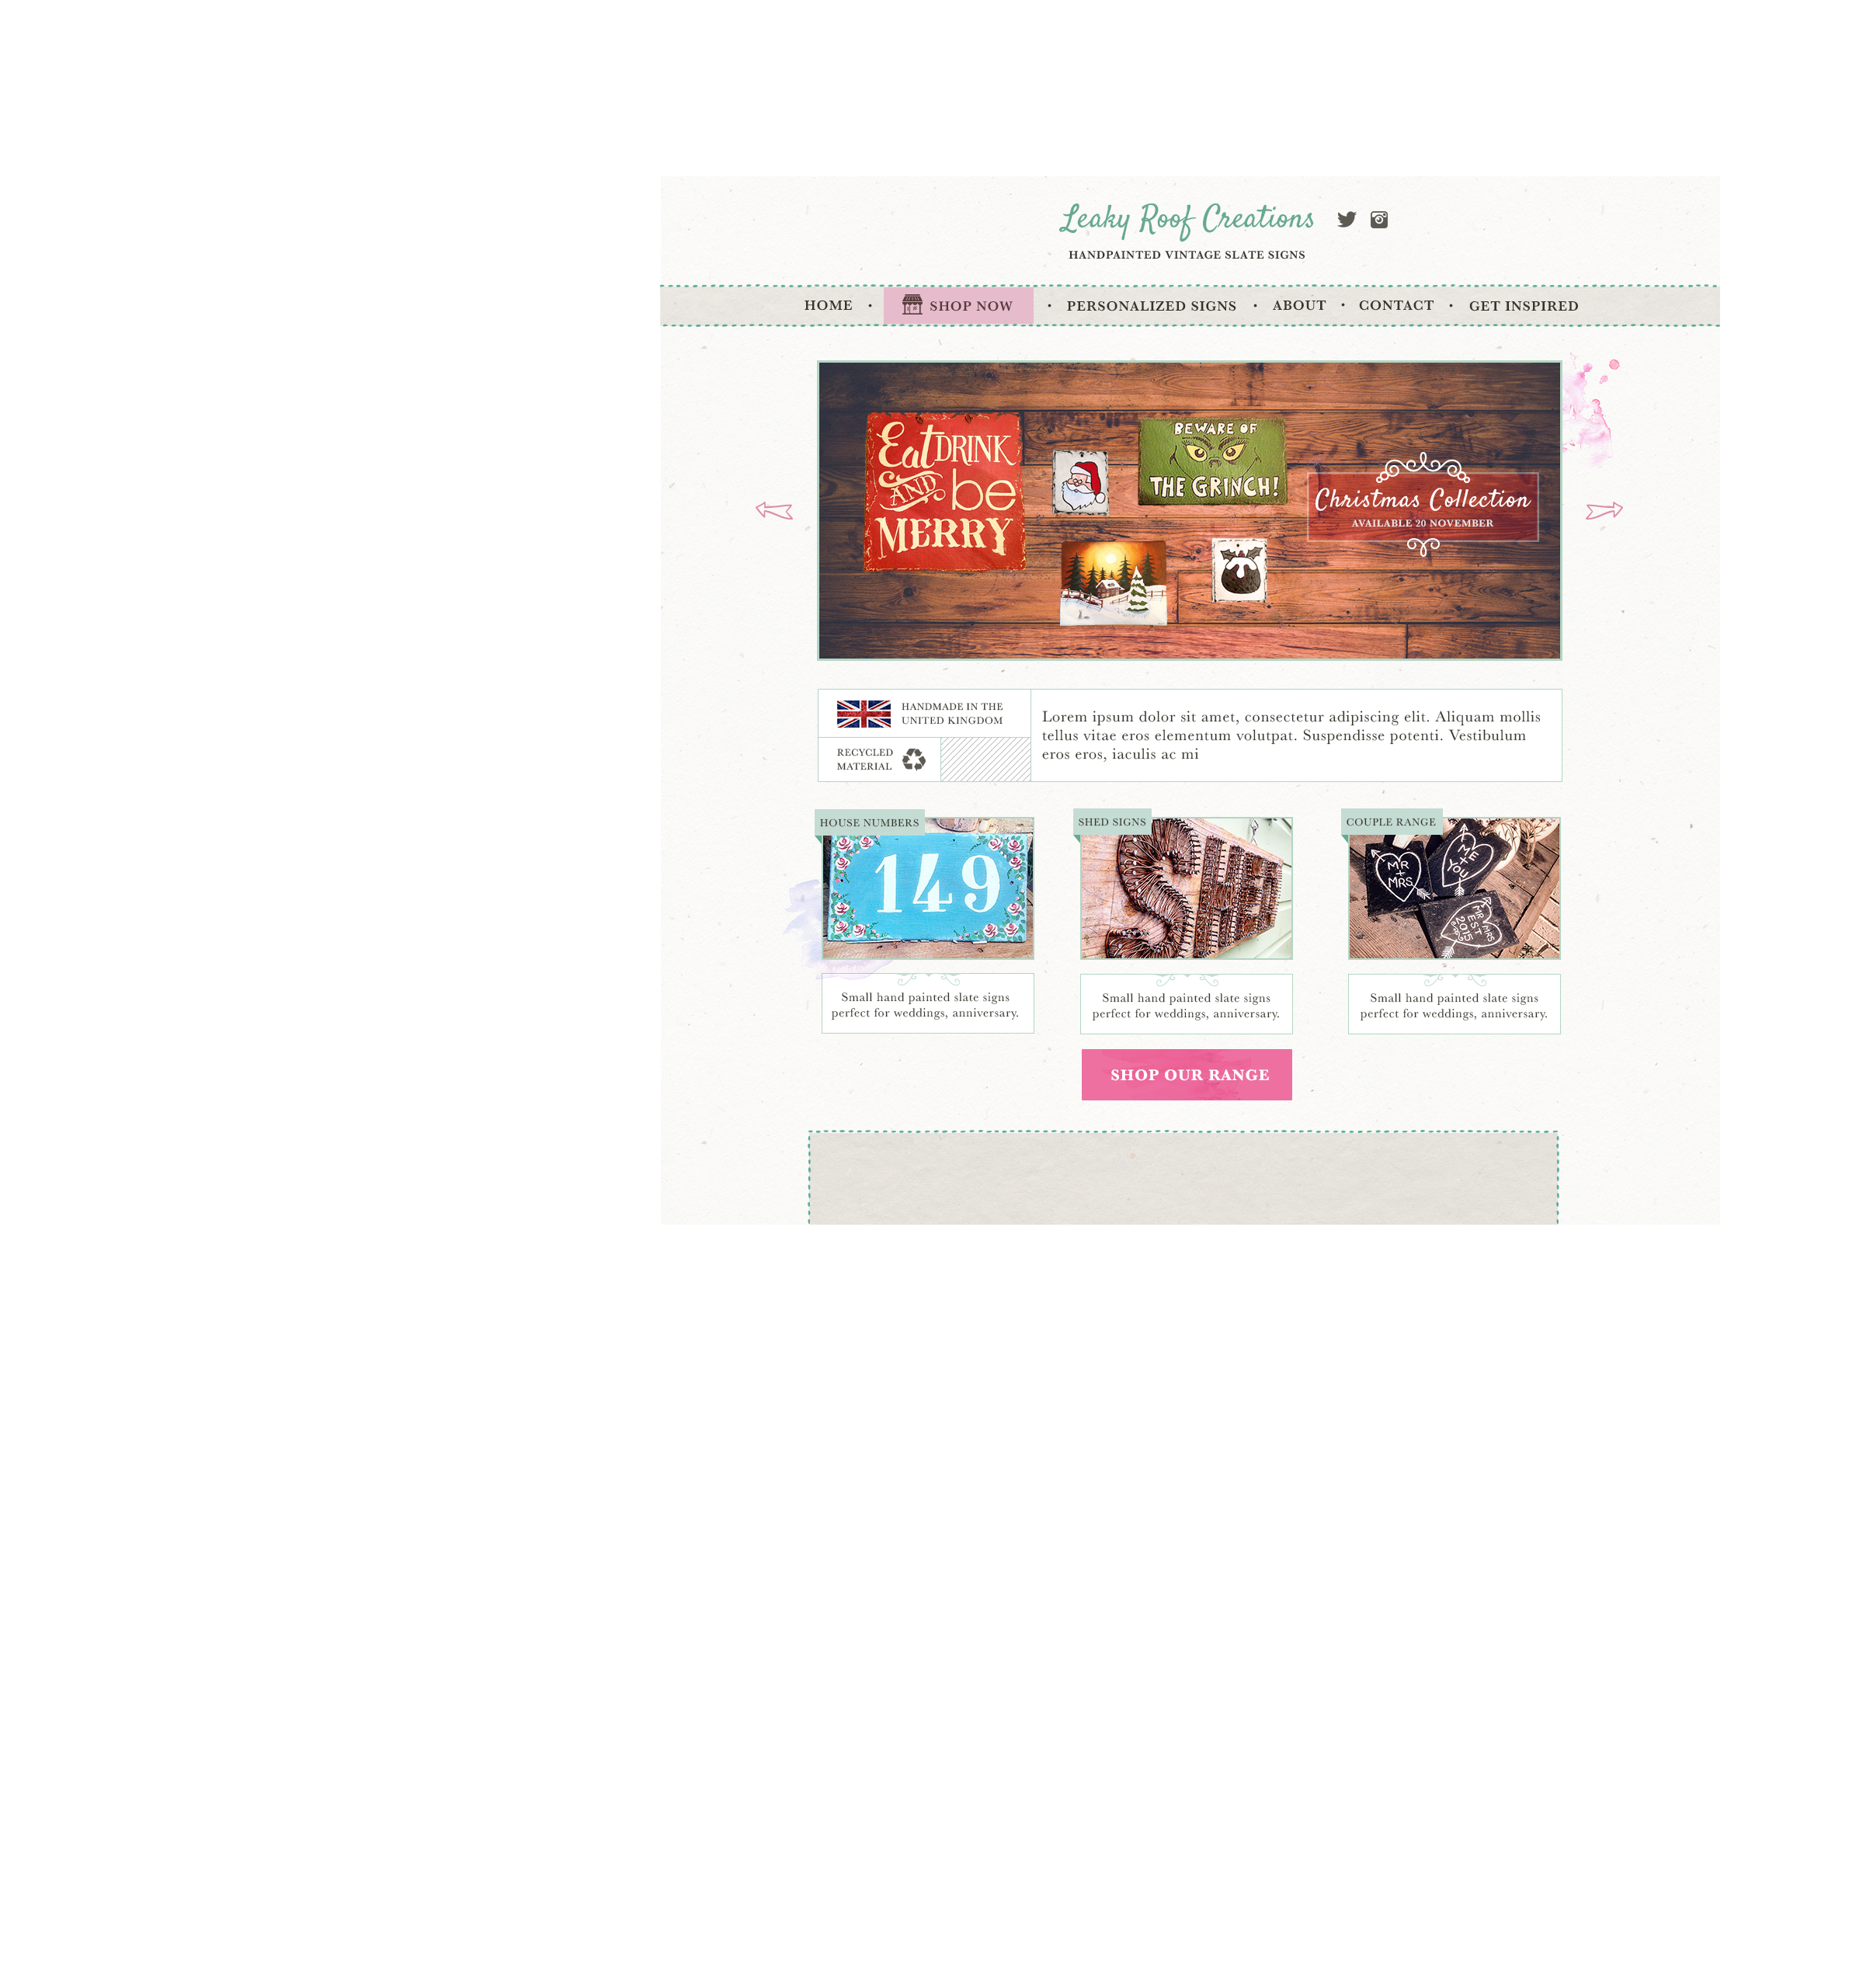 Leaky Roof Creations
HANDPAINTED VINTAGE SLATE SIGNS
HOME • SHOP NOW • PERSONALIZED SIGNS • ABOUT • CONTACT • GET INSPIRED
Eat DRINK
AND be
MERRY
BEWARE OF
THE GRINCH!
Christmas Collection
AVAILABLE 20 NOVEMBER
HANDMADE IN THE
UNITED KINGDOM
RECYCLED
MATERIAL
Lorem ipsum dolor sit amet, consectetur adipiscing elit. Aliquam mollis
tellus vitae eros elementum volutpat. Suspendisse potenti. Vestibulum
eros eros, iaculis ac mi
HOUSE NUMBERS
149
Small hand painted slate signs
perfect for weddings, anniversary.
SHED SIGNS
SHE
Small hand painted slate signs
perfect for weddings, anniversary.
COUPLE RANGE
MR
+
MRS
ME
+
YOU
MR MRS
EST
2015
Small hand painted slate signs
perfect for weddings, anniversary.
SHOP OUR RANGE